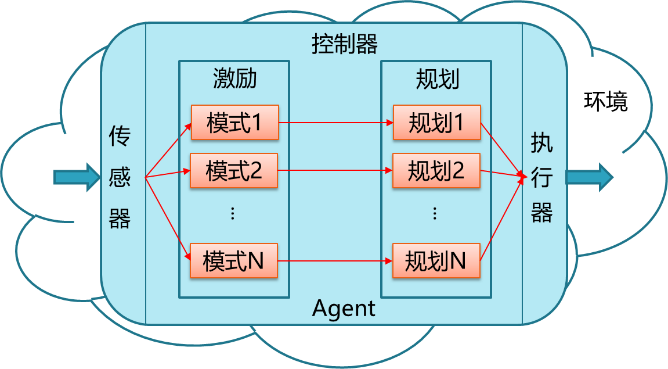 控制器
激励
规划
环境
传感器
模式1
规划1
执行器
模式2
规划2
⋮
⋮
模式N
规划N
Agent